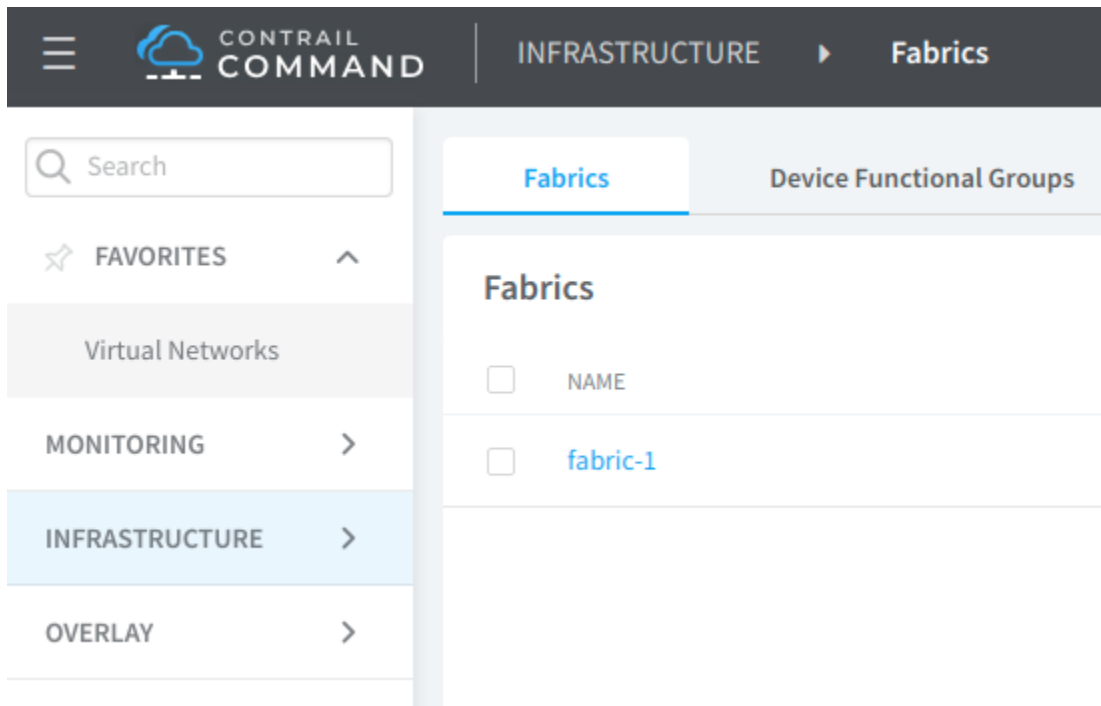 CONTRAIL
COMMAND
INFRASTRUCTURE
Fabrics
Search
FAVORITES
Virtual Networks
MONITORING
INFRASTRUCTURE
OVERLAY
Fabrics
Device Functional Groups
Fabrics
NAME
fabric-1